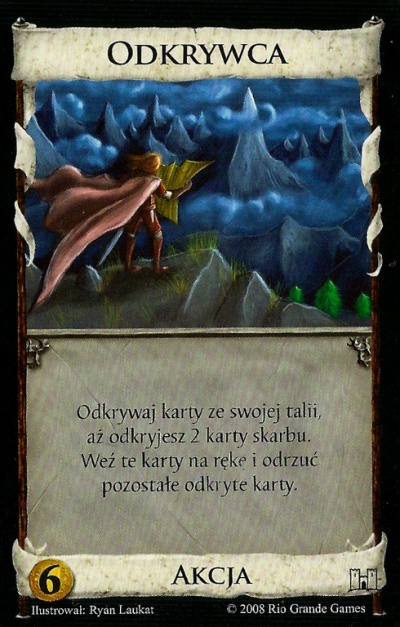 Odkrywca
Odkrywaj karty ze swojej talii,
aż odkryjesz 2 karty skarbu.
Weź te karty na rękę i odrzuć
pozostałe odkryte karty.
6
Akcja
Ilustrował: Ryan Laukat
© 2008 Rio Grande Games